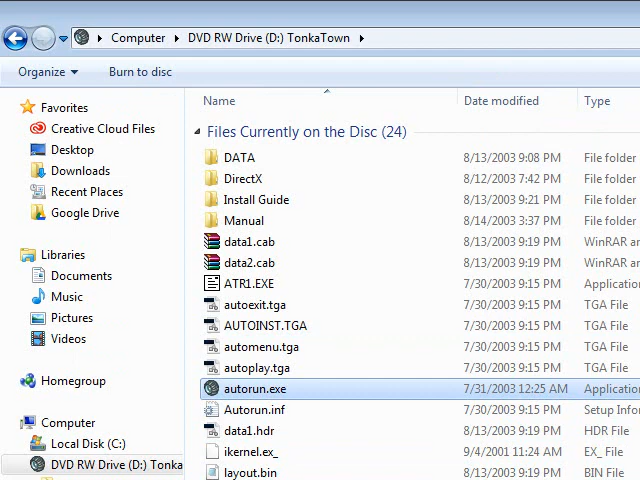 Computer DVD RW Drive (D:) TonkaTown
Organize Burn to disc
Name Date modified Type
Favorites
Creative Cloud Files
Desktop
Downloads
Recent Places
Google Drive
Libraries
Documents
Music
Pictures
Videos
Homegroup
Computer
Local Disk (C:)
DVD RW Drive (D:) Tonka
Files Currently on the Disc (24)
DATA 8/13/2003 9:08 PM File folder
DirectX 8/12/2003 7:42 PM File folder
Install Guide 8/13/2003 9:21 PM File folder
Manual 8/14/2003 3:37 PM File folder
data1.cab 8/13/2003 9:19 PM WinRAR ar
data2.cab 8/13/2003 9:19 PM WinRAR ar
ATR1.EXE 7/30/2003 9:15 PM Applicatio
autoexit.tga 7/30/2003 9:15 PM TGA File
AUTOINST.TGA 7/30/2003 9:15 PM TGA File
automenu.tga 7/30/2003 9:15 PM TGA File
autoplay.tga 7/30/2003 9:15 PM TGA File
autorun.exe 7/31/2003 12:25 AM Applicatio
Autorun.inf 7/30/2003 9:15 PM Setup Infor
data1.hdr 8/13/2003 9:19 PM HDR File
ikernel.ex_ 9/4/2001 11:24 AM EX_ File
layout.bin 8/13/2003 9:19 PM BIN File